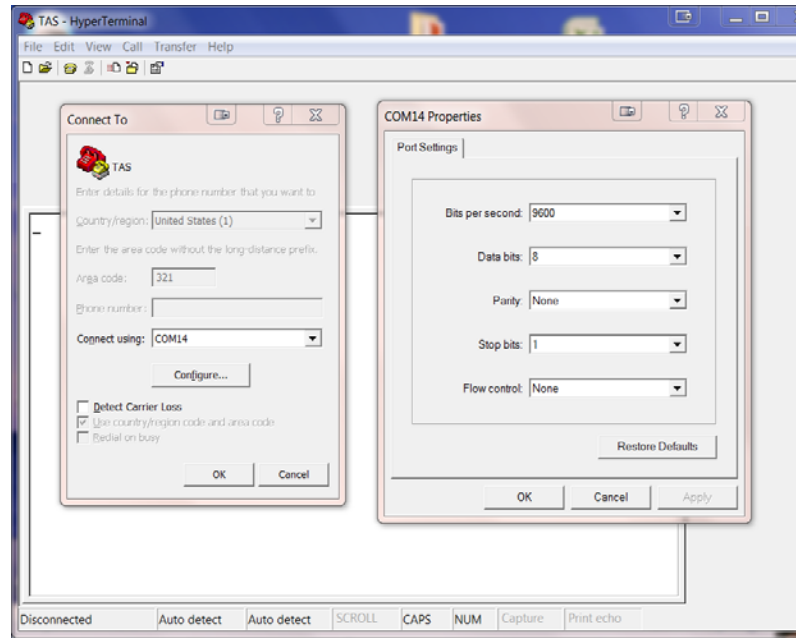 TAS - HyperTerminal
File Edit View Call Transfer Help
Connect To
TAS
Enter details for the phone number that you want to
Country/region: United States (1)
Enter the area code without the long-distance prefix.
Area code: 321
Phone number:
Connect using: COM14
Configure...
Detect Carrier Loss
Use country/region code and area code
Redial on busy
OK Cancel
COM14 Properties
Port Settings
Bits per second: 9600
Data bits: 8
Parity: None
Stop bits: 1
Flow control: None
Restore Defaults
OK Cancel Apply
Disconnected Auto detect Auto detect SCROLL CAPS NUM Capture Print echo